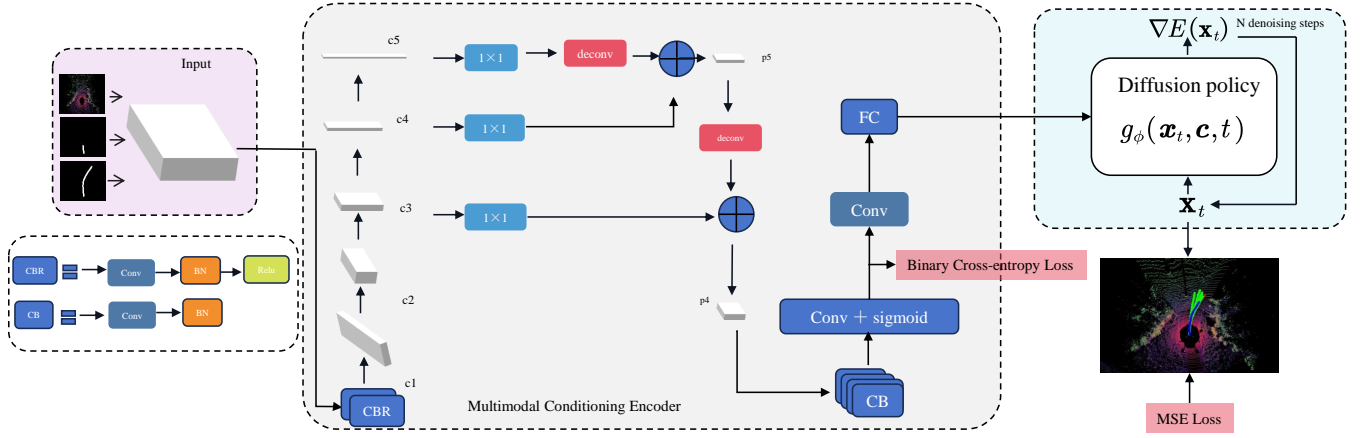 Input
CBR
Conv
BN
Relu
CB
Conv
BN
c5
c4
c3
c2
c1
CBR
1×1
deconv
p5
1×1
deconv
1×1
p4
Multimodal Conditioning Encoder
FC
Conv
Binary Cross-entropy Loss
Conv + sigmoid
CB
∇E(𝐱ₜ) N denoising steps
Diffusion policy
g_ϕ(𝒙ₜ, 𝒄, t)
𝐱ₜ
MSE Loss